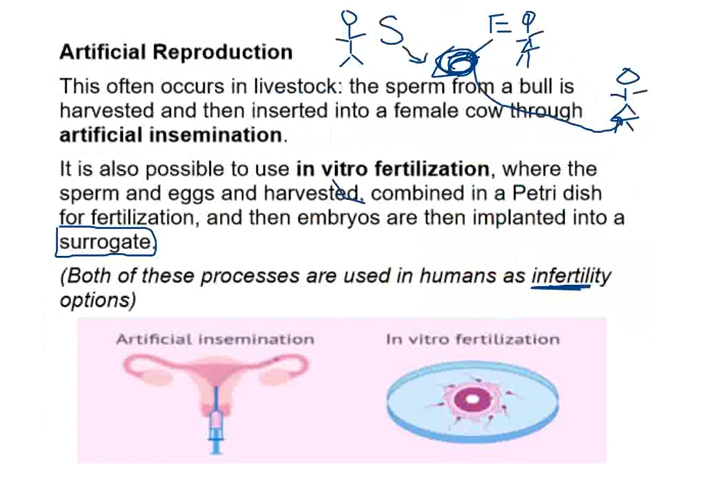 S E
Artificial Reproduction
This often occurs in livestock: the sperm from a bull is
harvested and then inserted into a female cow through
artificial insemination.
It is also possible to use in vitro fertilization, where the
sperm and eggs and harvested, combined in a Petri dish
for fertilization, and then embryos are then implanted into a
surrogate.
(Both of these processes are used in humans as infertility
options)
Artificial insemination In vitro fertilization